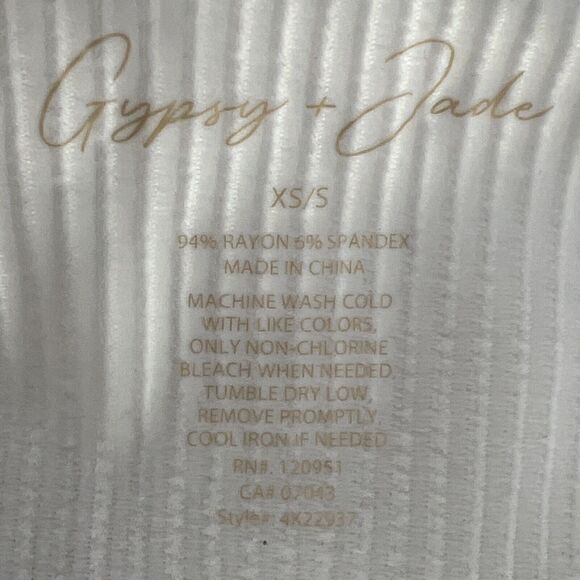 Gypsy + Jade
XS/S
94% RAYON 6% SPANDEX
MADE IN CHINA
MACHINE WASH COLD
WITH LIKE COLORS,
ONLY NON-CHLORINE
BLEACH WHEN NEEDED,
TUMBLE DRY LOW,
REMOVE PROMPTLY,
COOL IRON IF NEEDED
RN#: 120951
CA# 07043
Style#: 4X22937